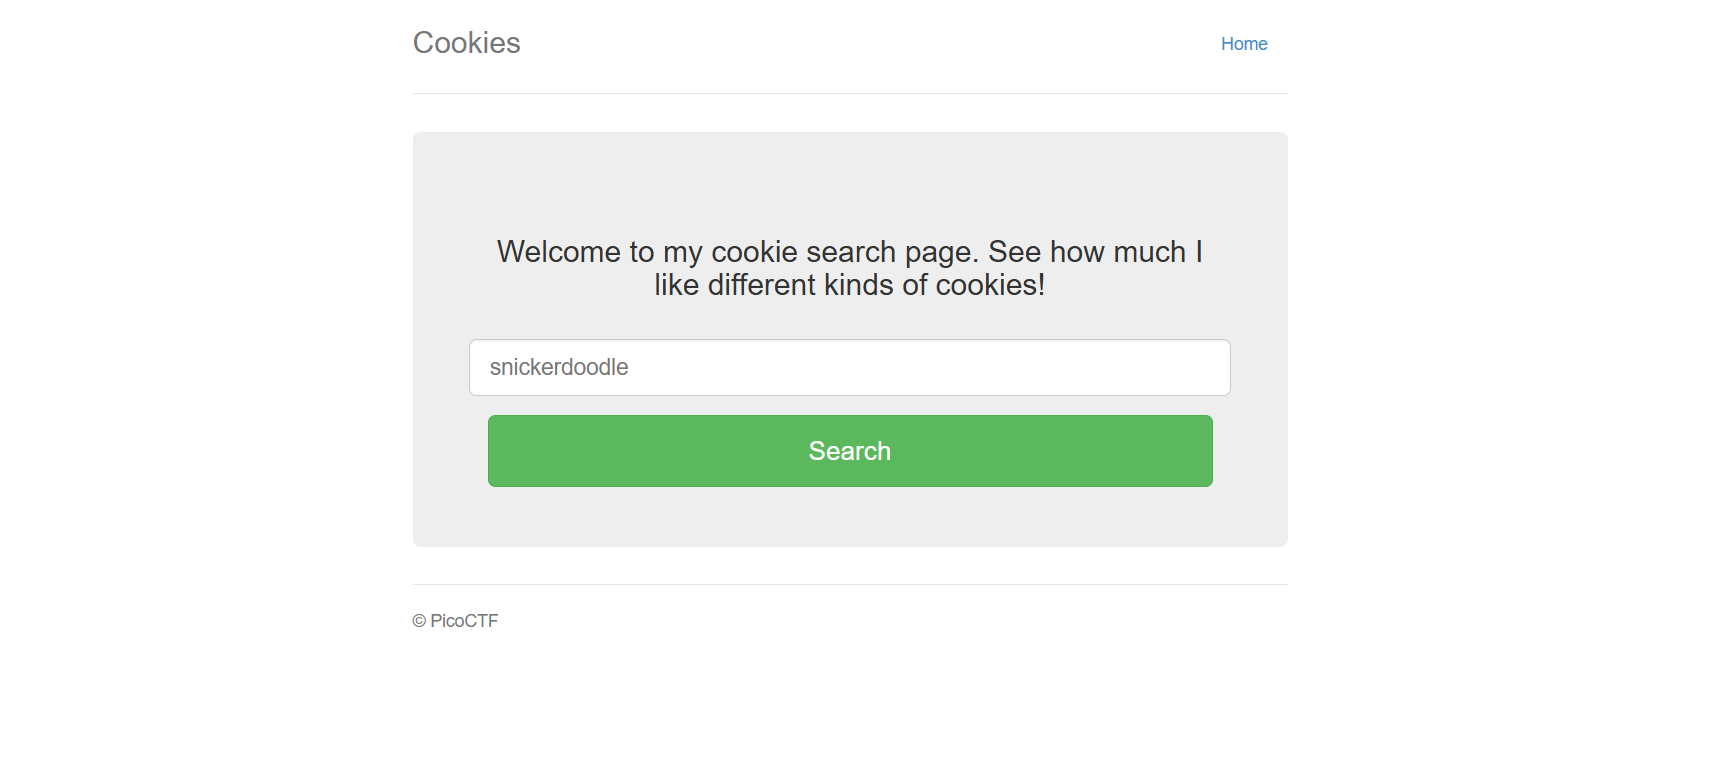 Cookies
Home
Welcome to my cookie search page. See how much I
like different kinds of cookies!
snickerdoodle
Search
© PicoCTF